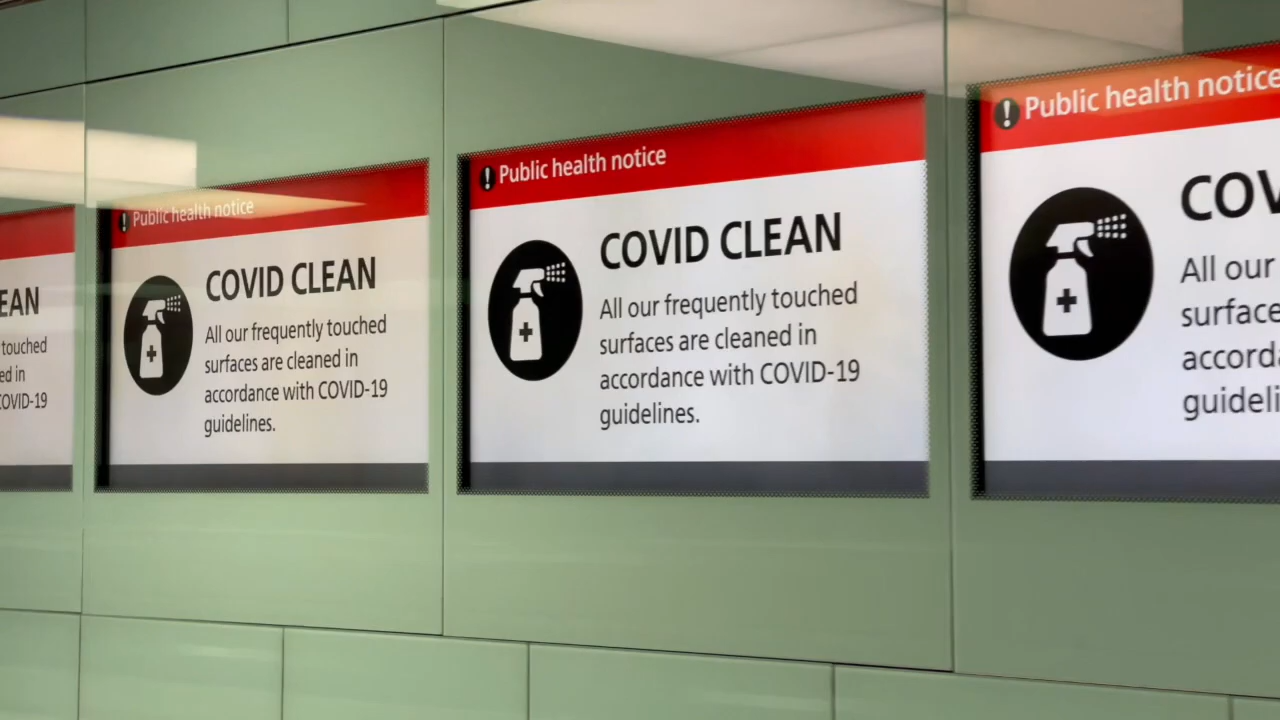 EAN
touched
ed in
COVID-19
Public health notice
COVID CLEAN
All our frequently touched
surfaces are cleaned in
accordance with COVID-19
guidelines.
Public health notice
COVID CLEAN
All our frequently touched
surfaces are cleaned in
accordance with COVID-19
guidelines.
Public health notice
COV
All our
surface
accorda
guideli